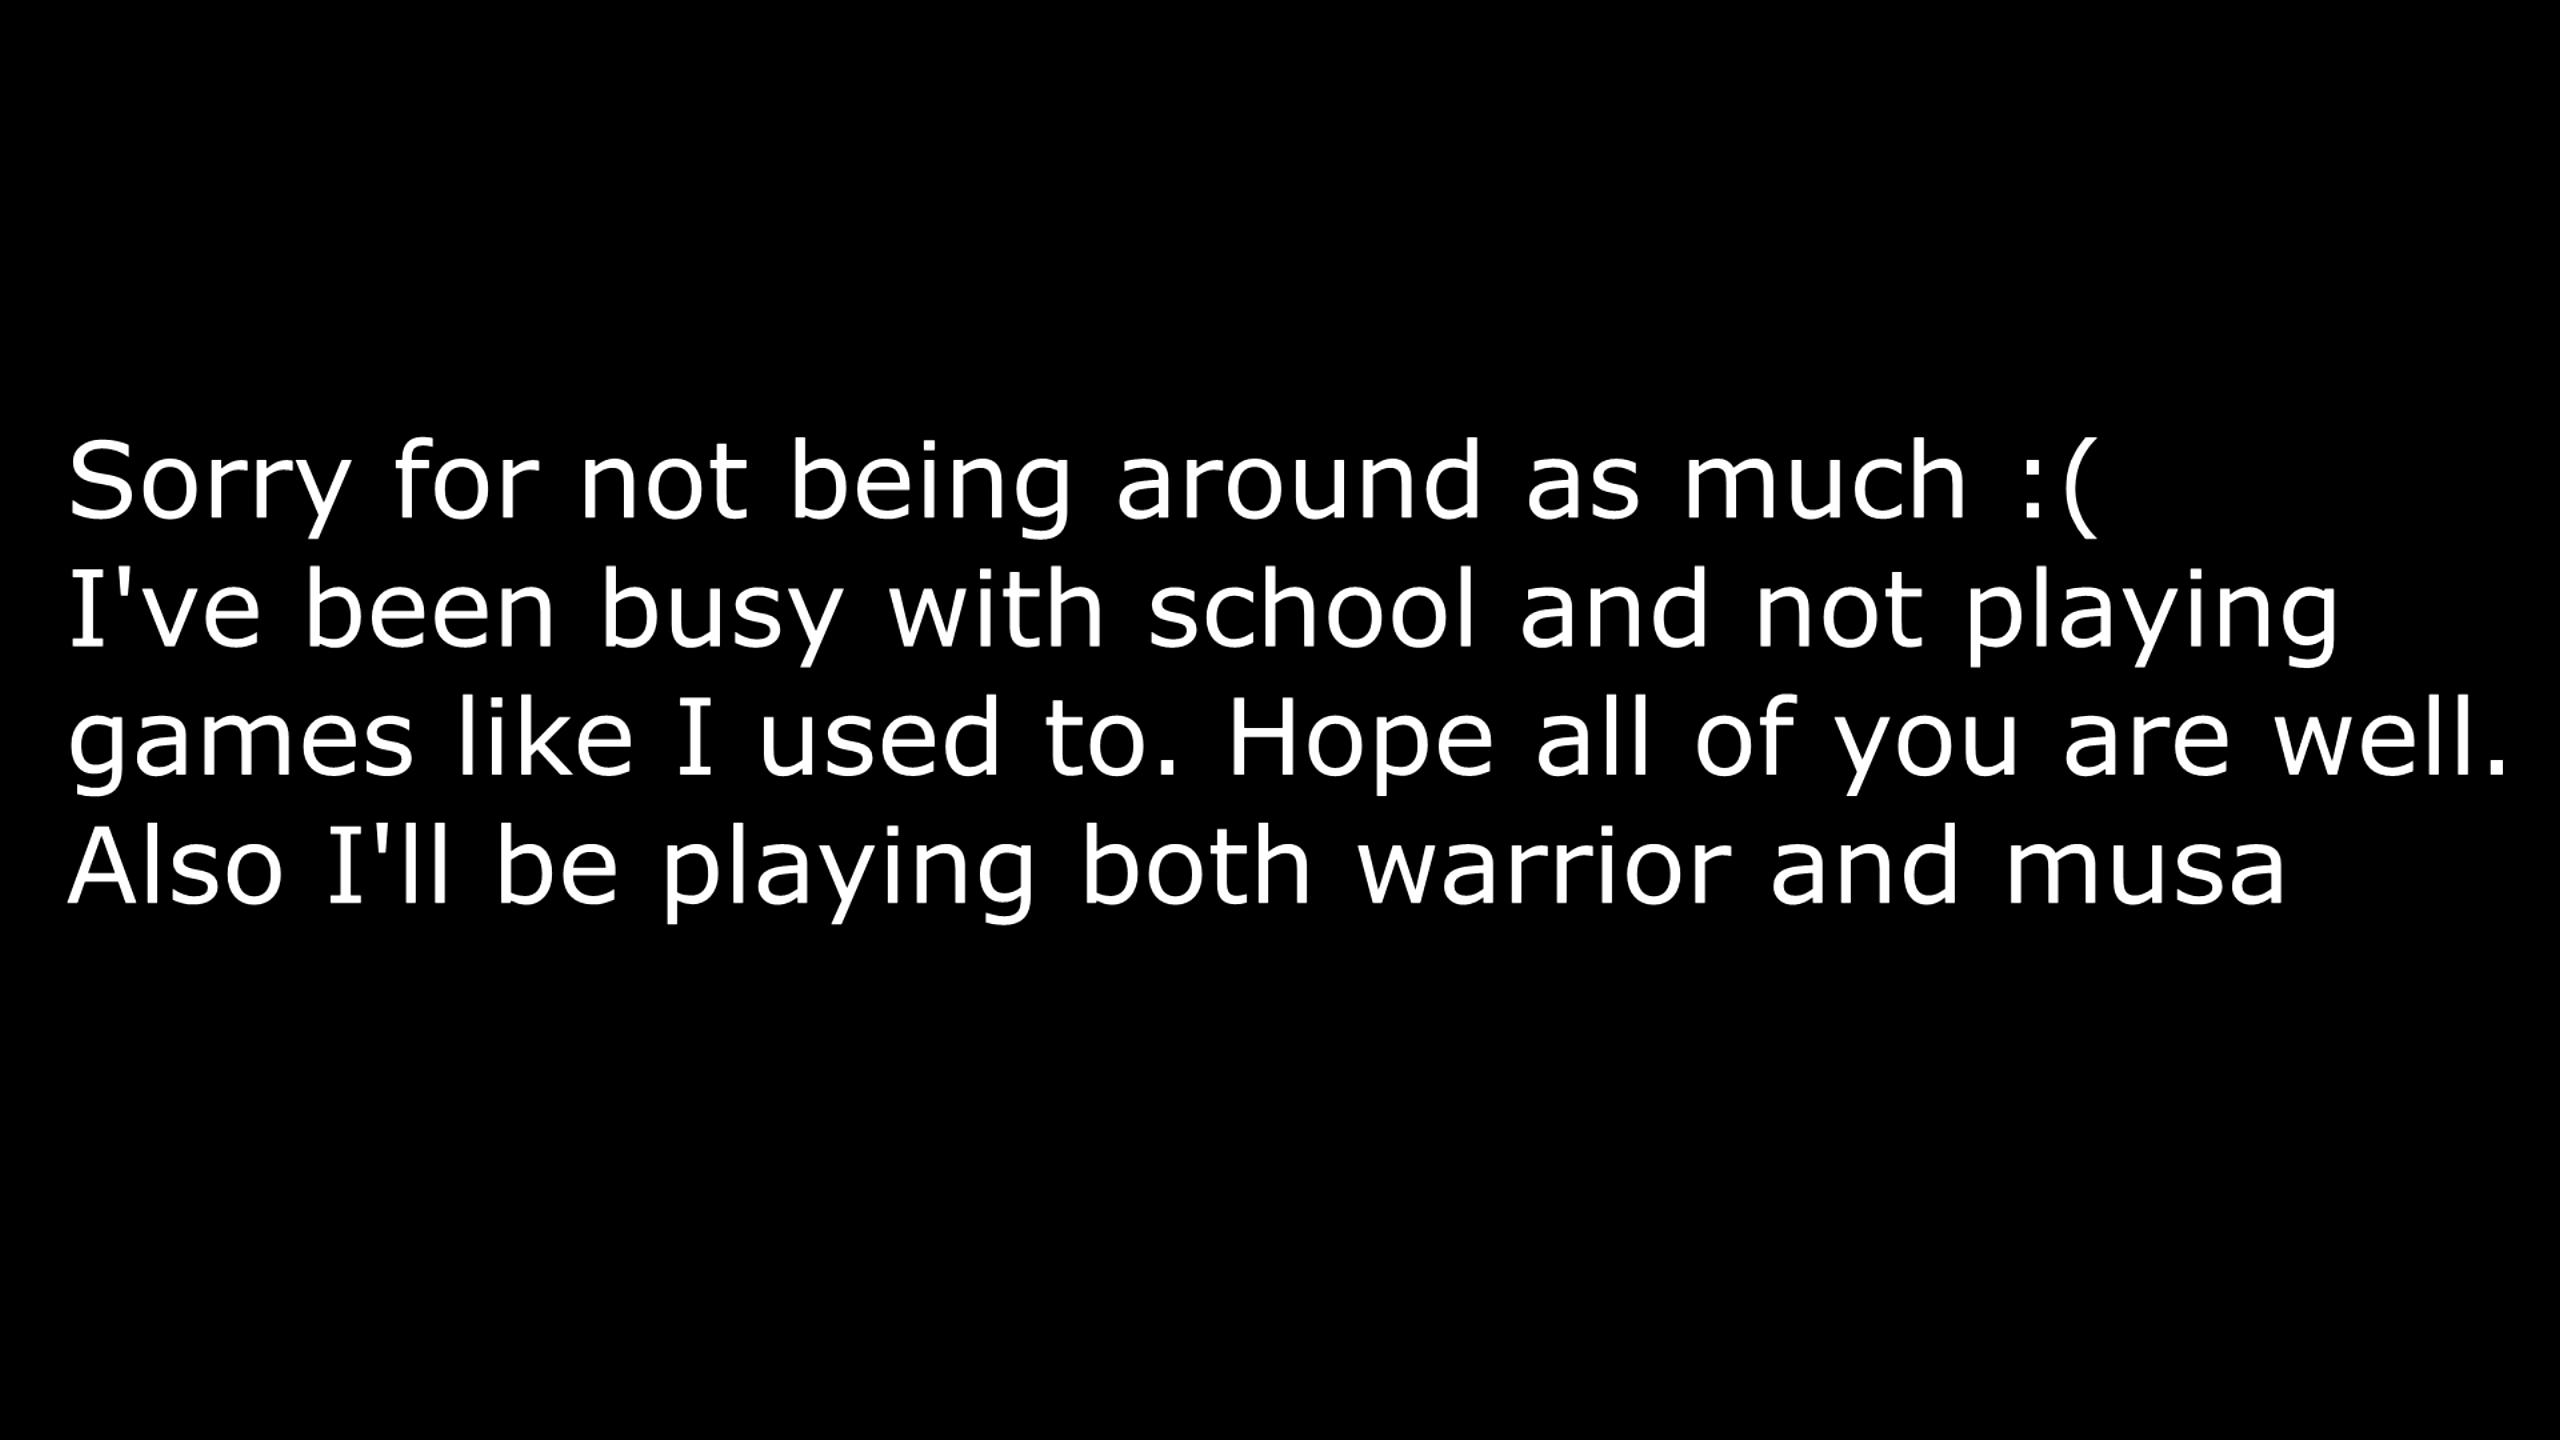 Sorry for not being around as much :(
I've been busy with school and not playing
games like I used to. Hope all of you are well.
Also I'll be playing both warrior and musa